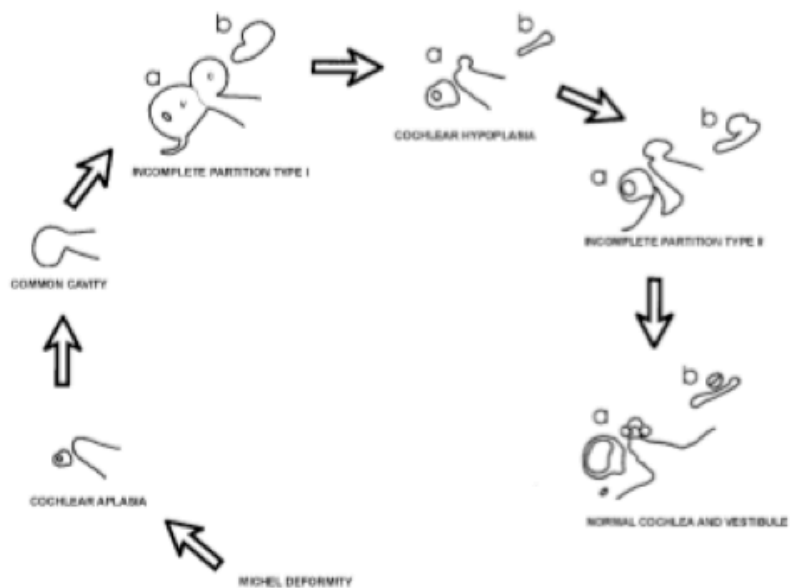 b
a
INCOMPLETE PARTITION TYPE I
b
a
COCHLEAR HYPOPLASIA
b
a
INCOMPLETE PARTITION TYPE II
COMMON CAVITY
b
a
NORMAL COCHLEA AND VESTIBULE
COCHLEAR APLASIA
MICHEL DEFORMITY